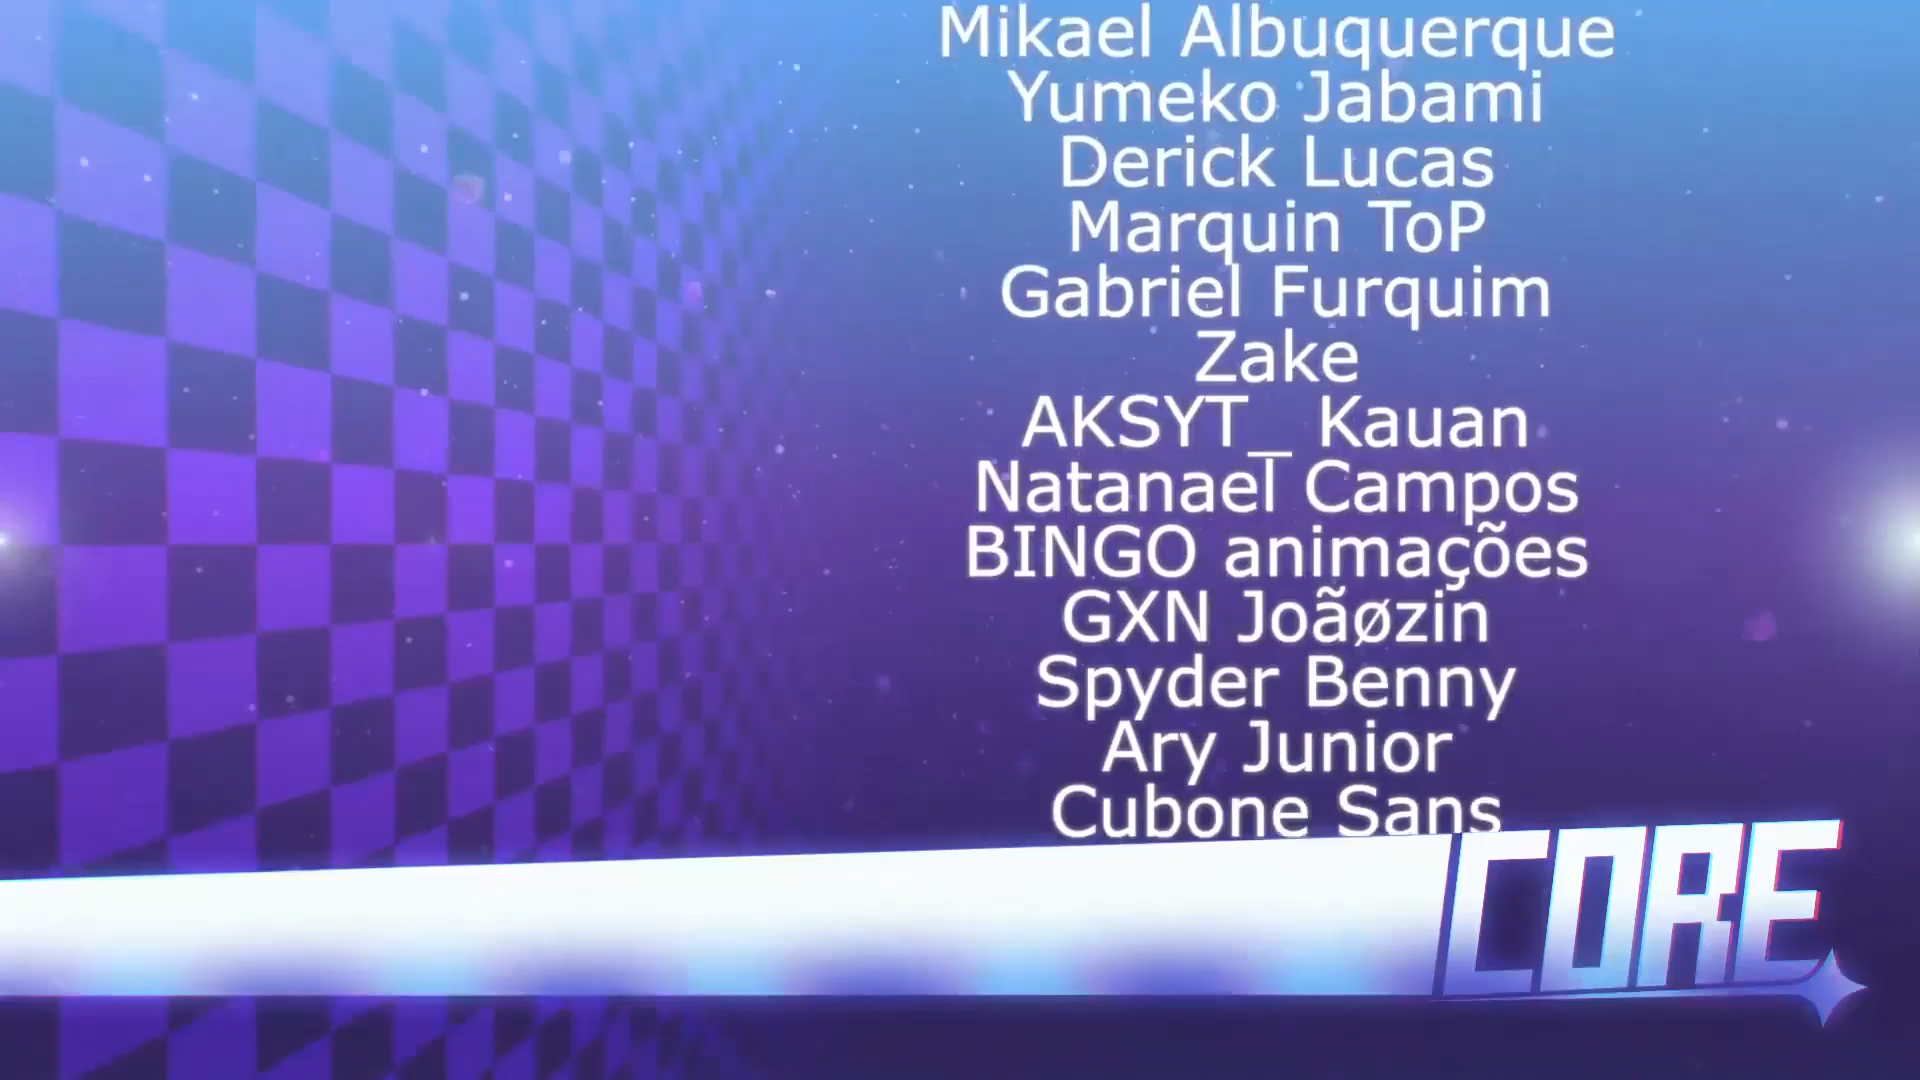 Mikael Albuquerque
Yumeko Jabami
Derick Lucas
Marquin ToP
Gabriel Furquim
Zake
AKSYT_ Kauan
Natanael Campos
BINGO animações
GXN Joãøzin
Spyder Benny
Ary Junior
Cubone Sans
CORE